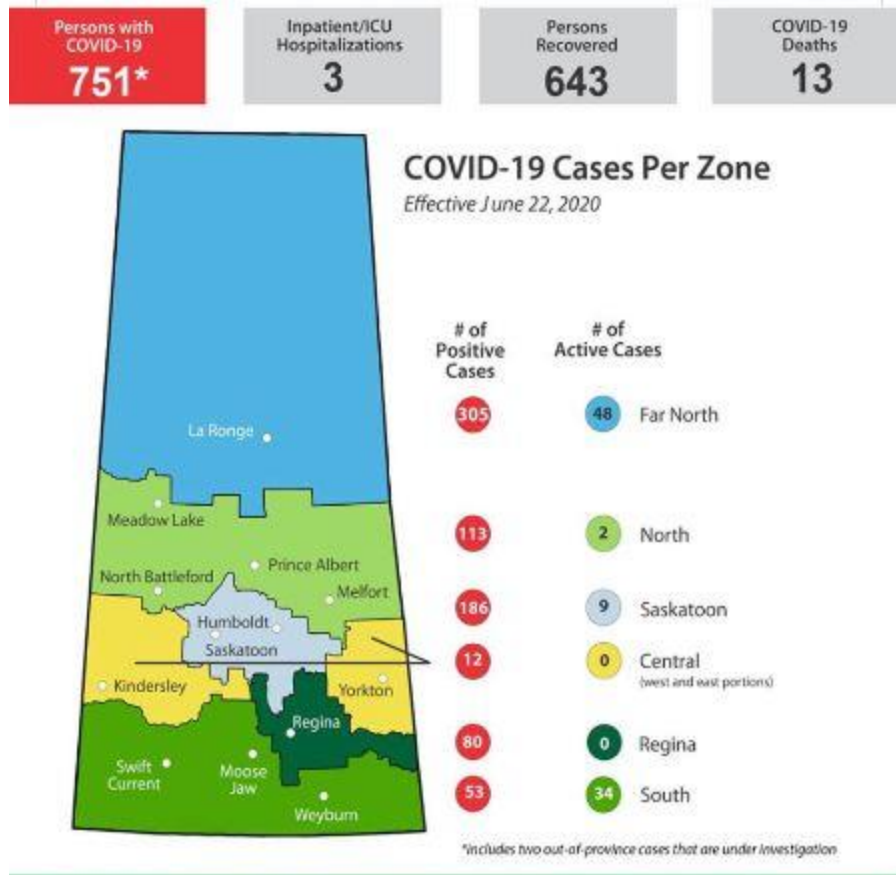 Persons with
COVID-19
751*
Inpatient/ICU
Hospitalizations
3
Persons
Recovered
643
COVID-19
Deaths
13
COVID-19 Cases Per Zone
Effective June 22, 2020
# of
Positive
Cases
# of
Active Cases
305 48 Far North
La Ronge
Meadow Lake
113 2 North
Prince Albert
North Battleford
Melfort
186 9 Saskatoon
Humboldt
Saskatoon
12 0 Central
(west and east portions)
Kindersley
Yorkton
Regina
80 0 Regina
Swift
Current
Moose
Jaw
53 34 South
Weyburn
*includes two out-of-province cases that are under investigation